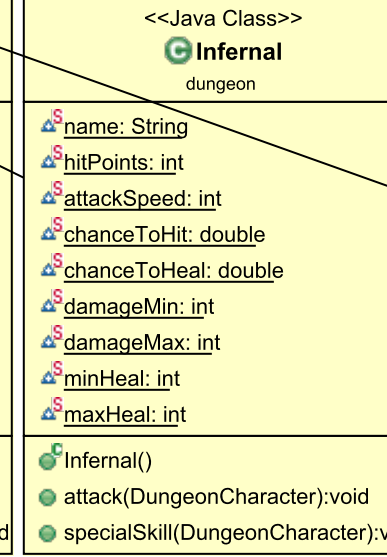 <<Java Class>>
Infernal
dungeon
name: String
hitPoints: int
attackSpeed: int
chanceToHit: double
chanceToHeal: double
damageMin: int
damageMax: int
minHeal: int
maxHeal: int
Infernal()
attack(DungeonCharacter):void
specialSkill(DungeonCharacter):v